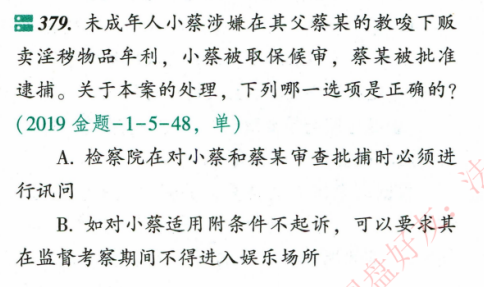 379. 未成年人小蔡涉嫌在其父蔡某的教唆下贩
卖淫秽物品牟利，小蔡被取保候审，蔡某被批准
逮捕。关于本案的处理，下列哪一选项是正确的？
(2019 金题-1-5-48，单)
A. 检察院在对小蔡和蔡某审查批捕时必须进
行讯问
B. 如对小蔡适用附条件不起诉，可以要求其
在监督考察期间不得进入娱乐场所
盘好坂：法